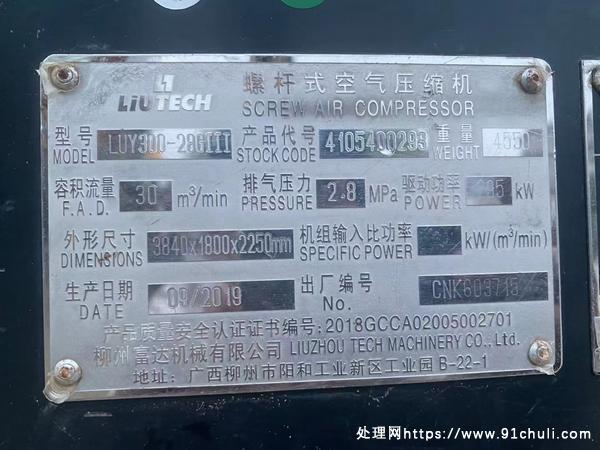 LIUTECH
螺杆式空气压缩机
SCREW AIR COMPRESSOR
型号 MODEL LUY300-28GIII 产品代号 STOCK CODE 4105400293 重量 WEIGHT 4550
容积流量 F.A.D. 30 m³/min 排气压力 PRESSURE 2.8 MPa 驱动功率 POWER kW
外形尺寸 DIMENSIONS 3840x1800x2250mm 机组输入比功率 SPECIFIC POWER kW/(m³/min)
生产日期 DATE 09/2019 出厂编号 No.
产品质量安全认证证书编号:2018GCCA02005002701
柳州富达机械有限公司 LIUZHOU TECH MACHINERY CO., Ltd.
地址: 广西柳州市阳和工业新区工业园 B-22-1
处理网https://www.91chuli.com/